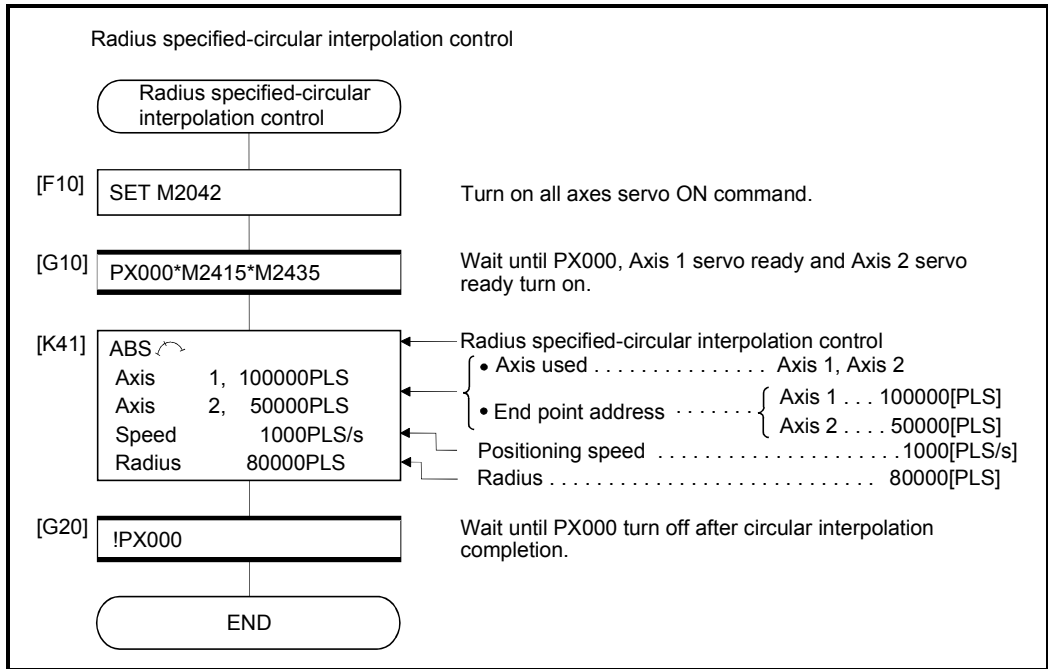 Radius specified-circular interpolation control
Radius specified-circular
interpolation control
[F10]
SET M2042
Turn on all axes servo ON command.
[G10]
PX000*M2415*M2435
Wait until PX000, Axis 1 servo ready and Axis 2 servo
ready turn on.
[K41]
ABS
Axis 1, 100000PLS
Axis 2, 50000PLS
Speed 1000PLS/s
Radius 80000PLS
Radius specified-circular interpolation control
• Axis used . . . . . . . . . . . . . . . Axis 1, Axis 2
• End point address . . . . . . . Axis 1 . . . 100000[PLS]
Axis 2 . . . . 50000[PLS]
Positioning speed . . . . . . . . . . . . . . . . . . . . . .1000[PLS/s]
Radius . . . . . . . . . . . . . . . . . . . . . . . . . . . . 80000[PLS]
[G20]
!PX000
Wait until PX000 turn off after circular interpolation
completion.
END